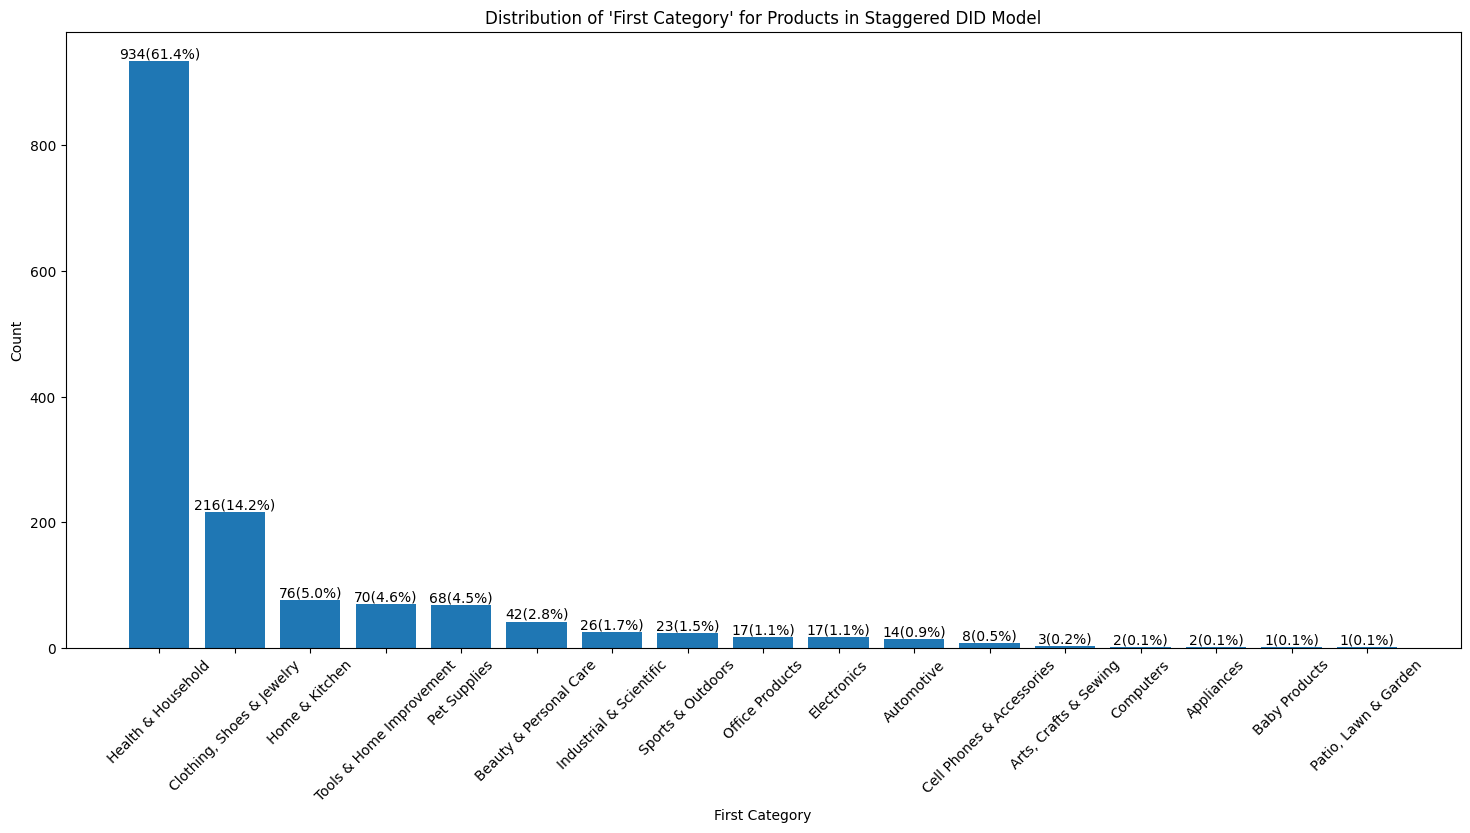 Distribution of 'First Category' for Products in Staggered DID Model
934(61.4%)
216(14.2%)
76(5.0%)
70(4.6%)
68(4.5%)
42(2.8%)
26(1.7%)
23(1.5%)
17(1.1%)
17(1.1%)
14(0.9%)
8(0.5%)
3(0.2%)
2(0.1%)
2(0.1%)
1(0.1%)
1(0.1%)
Count
800
600
400
200
0
Health & Household
Clothing, Shoes & Jewelry
Home & Kitchen
Tools & Home Improvement
Pet Supplies
Beauty & Personal Care
Industrial & Scientific
Sports & Outdoors
Office Products
Electronics
Automotive
Cell Phones & Accessories
Arts, Crafts & Sewing
Computers
Appliances
Baby Products
Patio, Lawn & Garden
First Category